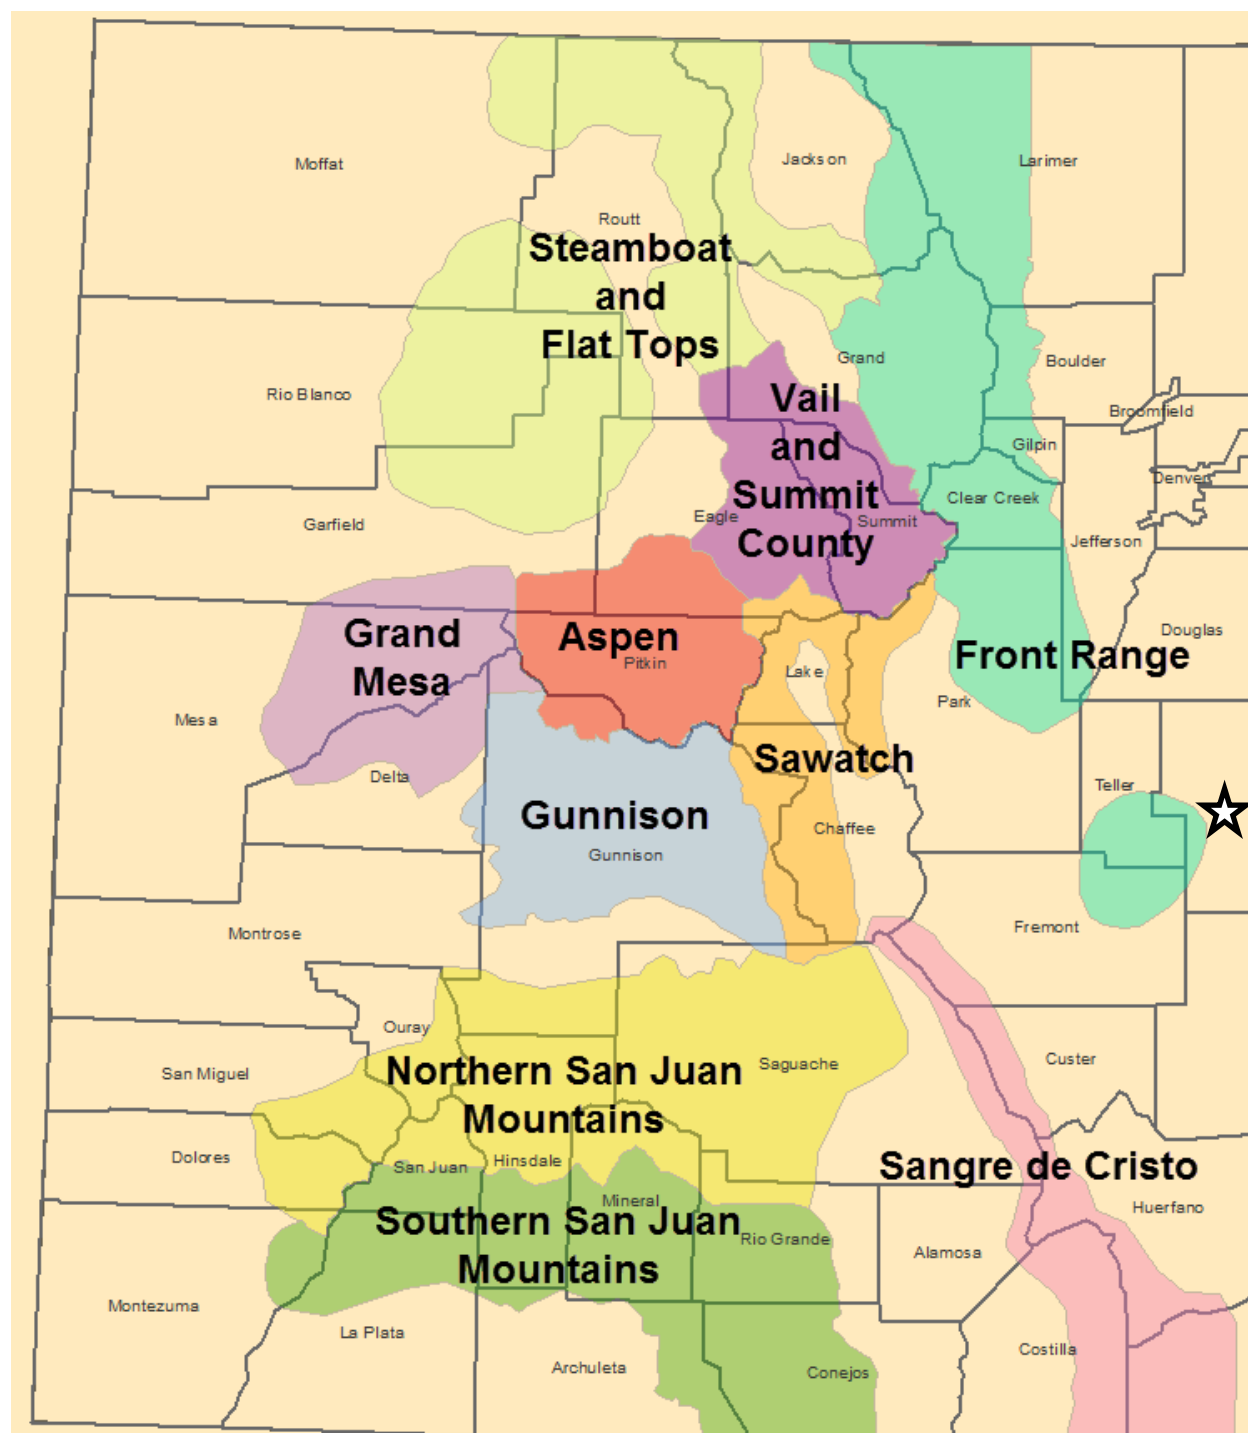 Moffat
Jackson
Larimer
Routt
Steamboat
and
Flat Tops
Grand
Boulder
Rio Blanco
Vail
and
Summit
County
Broomfield
Gilpin
Denver
Clear Creek
Eagle
Summit
Garfield
Jefferson
Grand
Mesa
Aspen
Pitkin
Lake
Front Range
Douglas
Mesa
Park
Delta
Sawatch
Teller
Gunnison
Gunnison
Chaffee
Montrose
Fremont
Ouray
San Miguel
Northern San Juan
Mountains
Saguache
Custer
Dolores
San Juan
Hinsdale
Sangre de Cristo
Mineral
Huerfano
Southern San Juan
Mountains
Rio Grande
Alamosa
Montezuma
La Plata
Archuleta
Conejos
Costilla